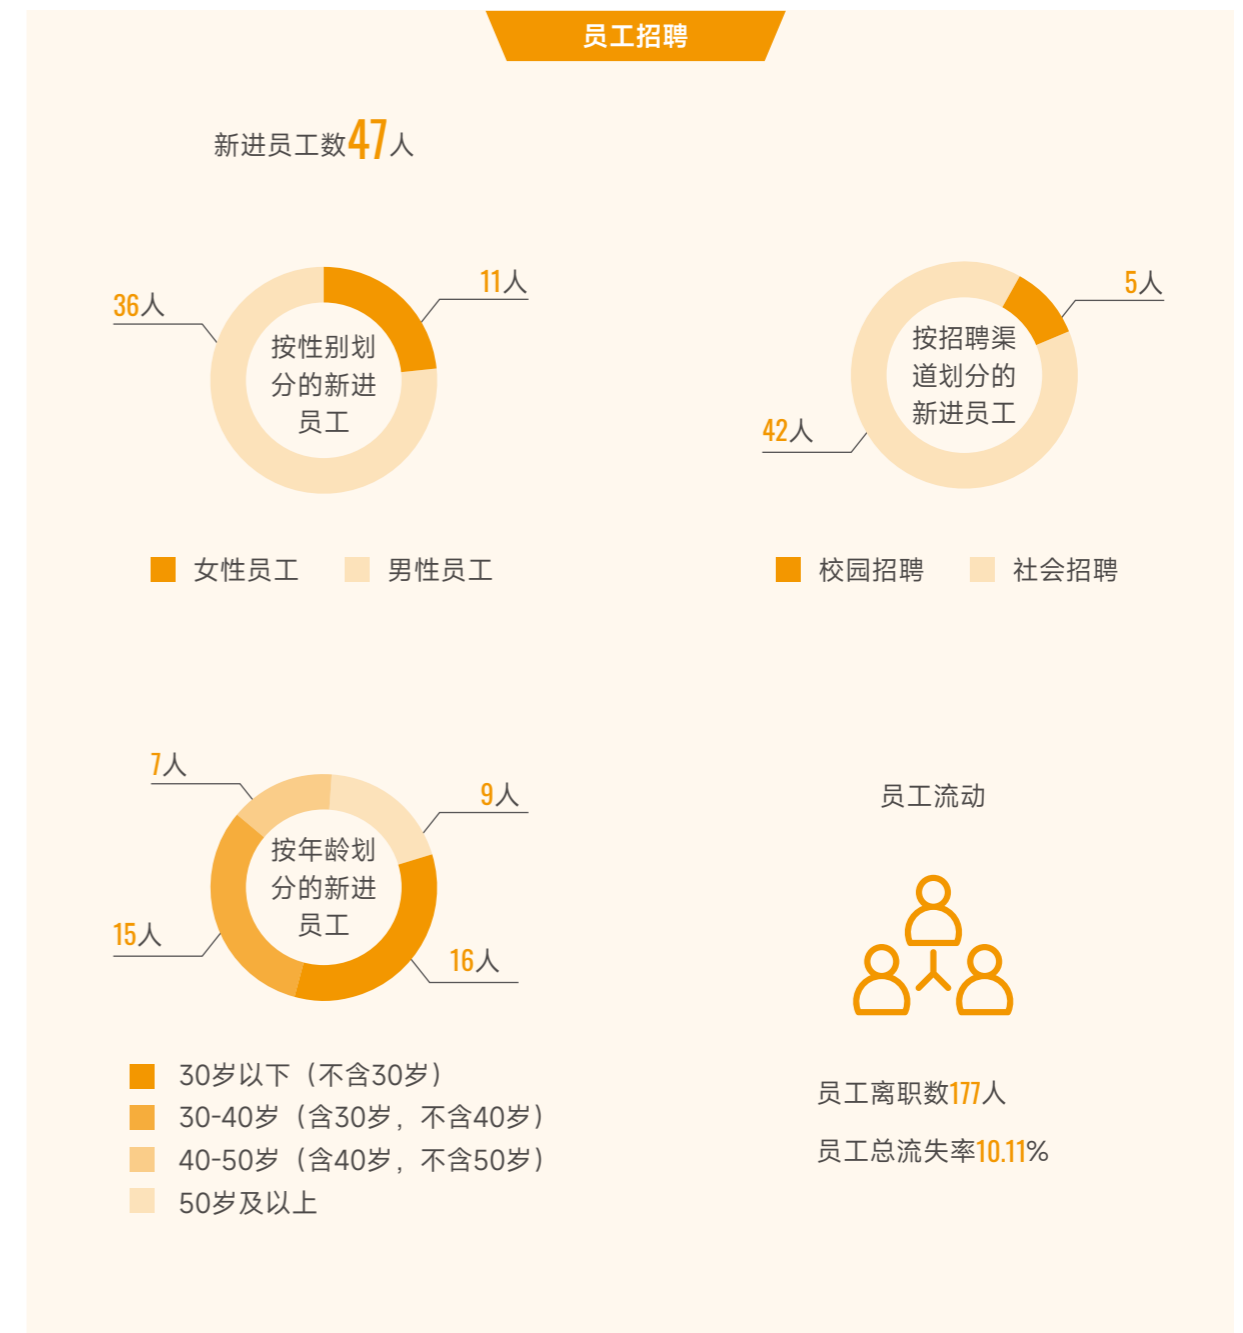 员工招聘
新进员工数47人
36人
11人
按性别划
分的新进
员工
女性员工
男性员工
5人
42人
按招聘渠
道划分的
新进员工
校园招聘
社会招聘
7人
9人
15人
16人
按年龄划
分的新进
员工
30岁以下（不含30岁）
30-40岁（含30岁，不含40岁）
40-50岁（含40岁，不含50岁）
50岁及以上
员工流动
员工离职数177人
员工总流失率10.11%